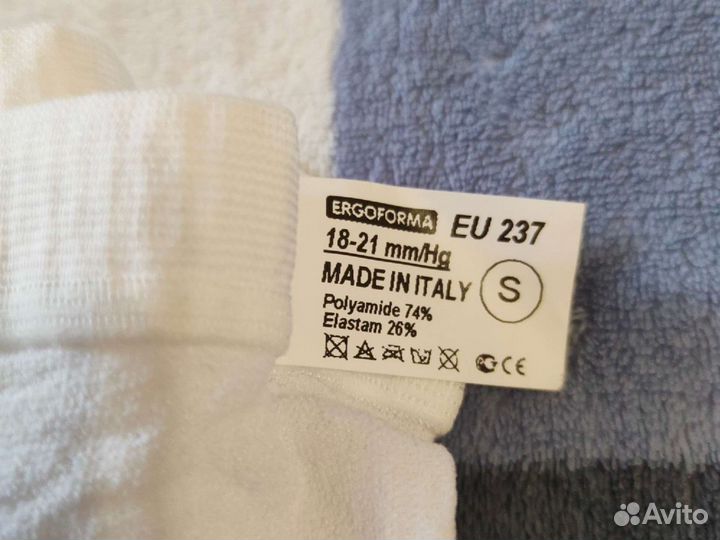 ERGOFORMA EU 237
18-21 mm/Hg
MADE IN ITALY S
Polyamide 74%
Elastam 26%
CE
Avito